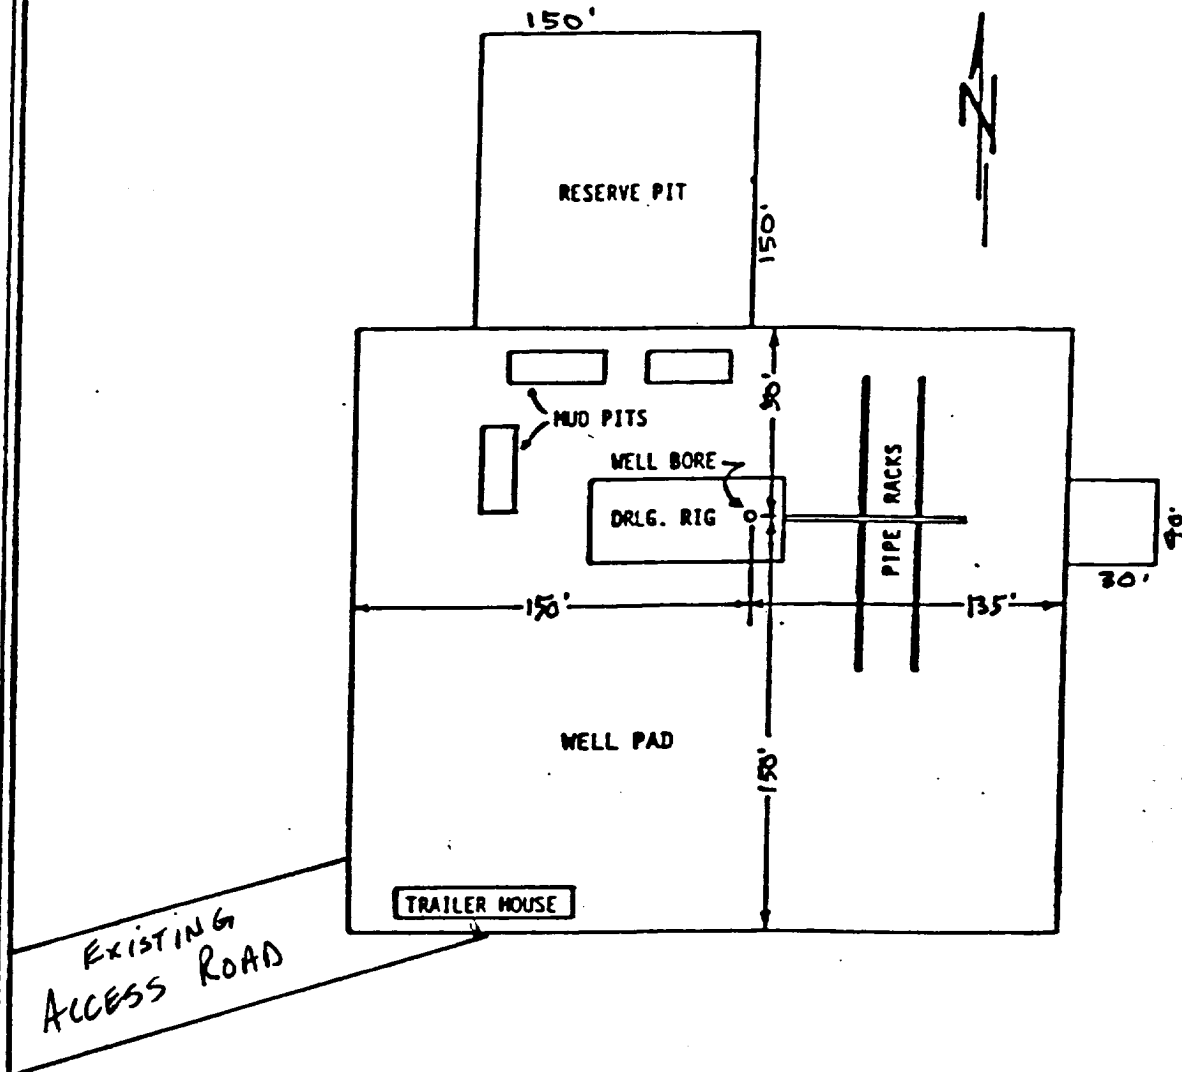 150'
N
RESERVE PIT
150'
MUD PITS
WELL BORE
DRLG. RIG
PIPE RACKS
40'
30'
150'
135'
WELL PAD
150'
TRAILER HOUSE
EXISTING
ACCESS ROAD